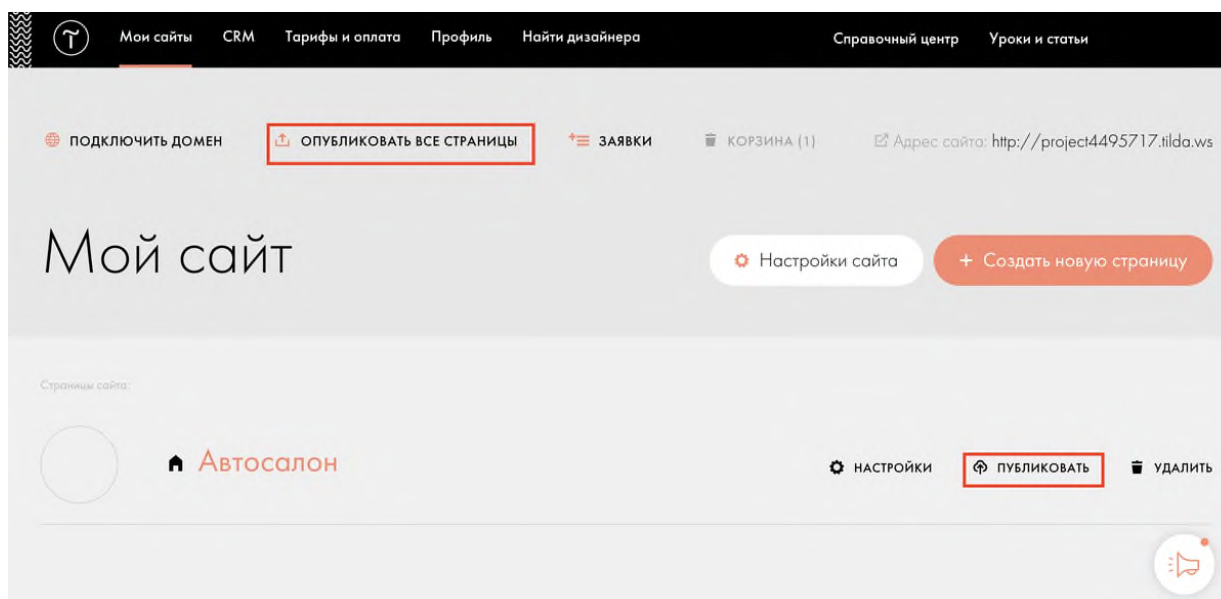 Мои сайты CRM Тарифы и оплата Профиль Найти дизайнера Справочный центр Уроки и статьи
ПОДКЛЮЧИТЬ ДОМЕН ОПУБЛИКОВАТЬ ВСЕ СТРАНИЦЫ ЗАЯВКИ КОРЗИНА (1) Адрес сайта: http://project4495717.tilda.ws
Мой сайт Настройки сайта + Создать новую страницу
Страницы сайта:
Автосалон НАСТРОЙКИ ПУБЛИКОВАТЬ УДАЛИТЬ